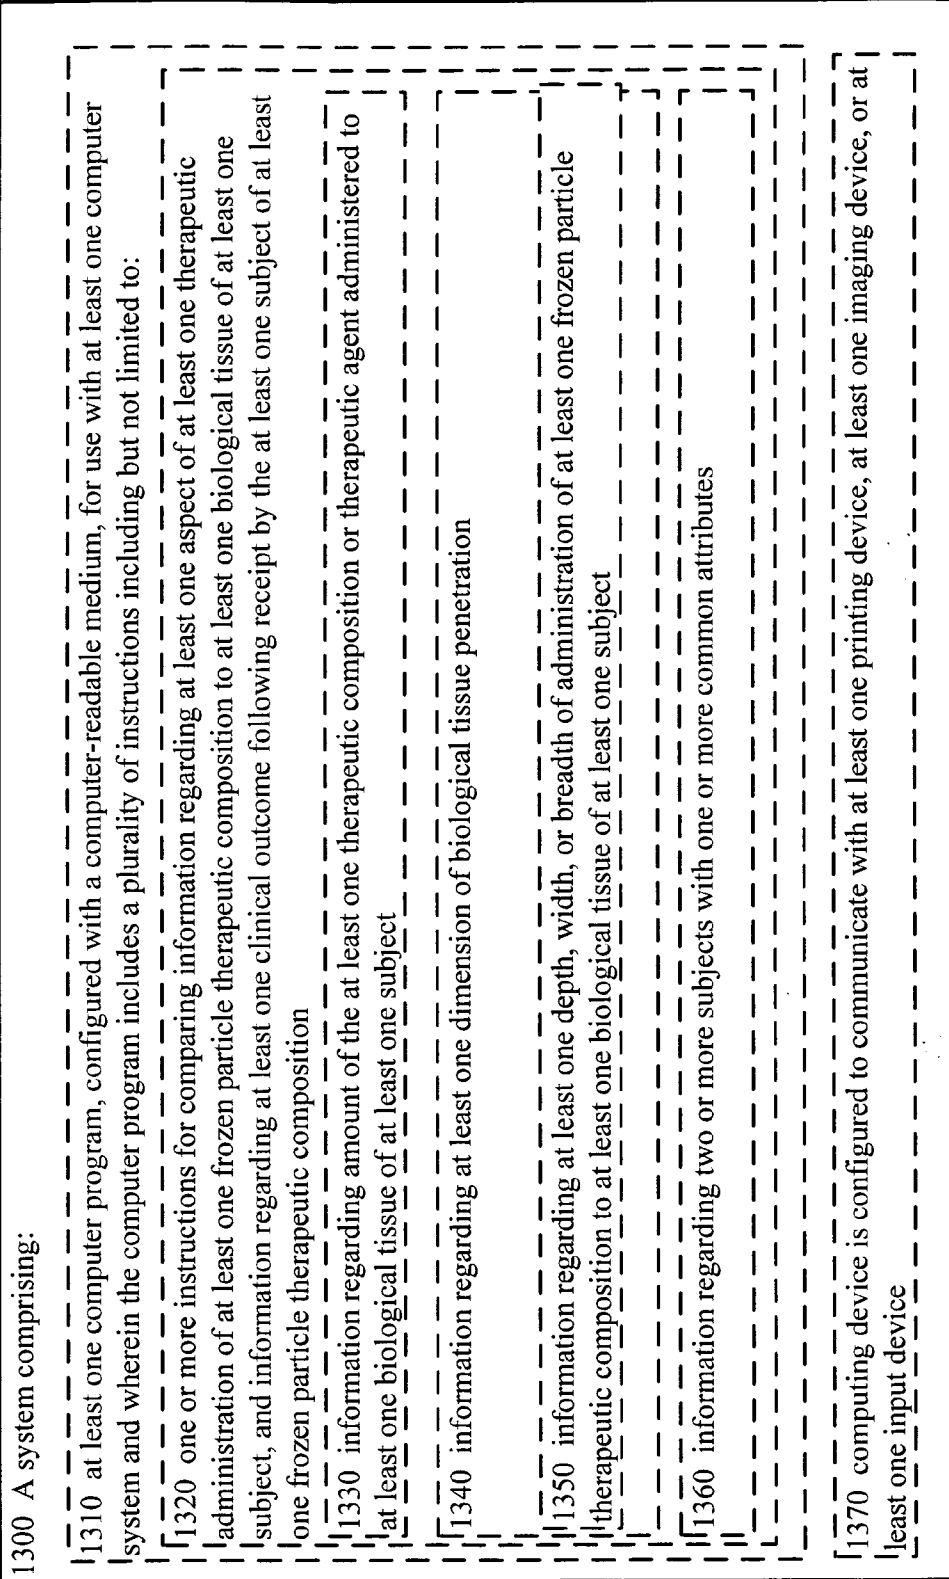 1300 A system comprising:
1310 at least one computer program, configured with a computer-readable medium, for use with at least one computer
system and wherein the computer program includes a plurality of instructions including but not limited to:
1320 one or more instructions for comparing information regarding at least one aspect of at least one therapeutic
administration of at least one frozen particle therapeutic composition to at least one biological tissue of at least one
subject, and information regarding at least one clinical outcome following receipt by the at least one subject of at least
one frozen particle therapeutic composition
1330 information regarding amount of the at least one therapeutic composition or therapeutic agent administered to
at least one biological tissue of at least one subject
1340 information regarding at least one dimension of biological tissue penetration
1350 information regarding at least one depth, width, or breadth of administration of at least one frozen particle
therapeutic composition to at least one biological tissue of at least one subject
1360 information regarding two or more subjects with one or more common attributes
1370 computing device is configured to communicate with at least one printing device, at least one imaging device, or at
least one input device